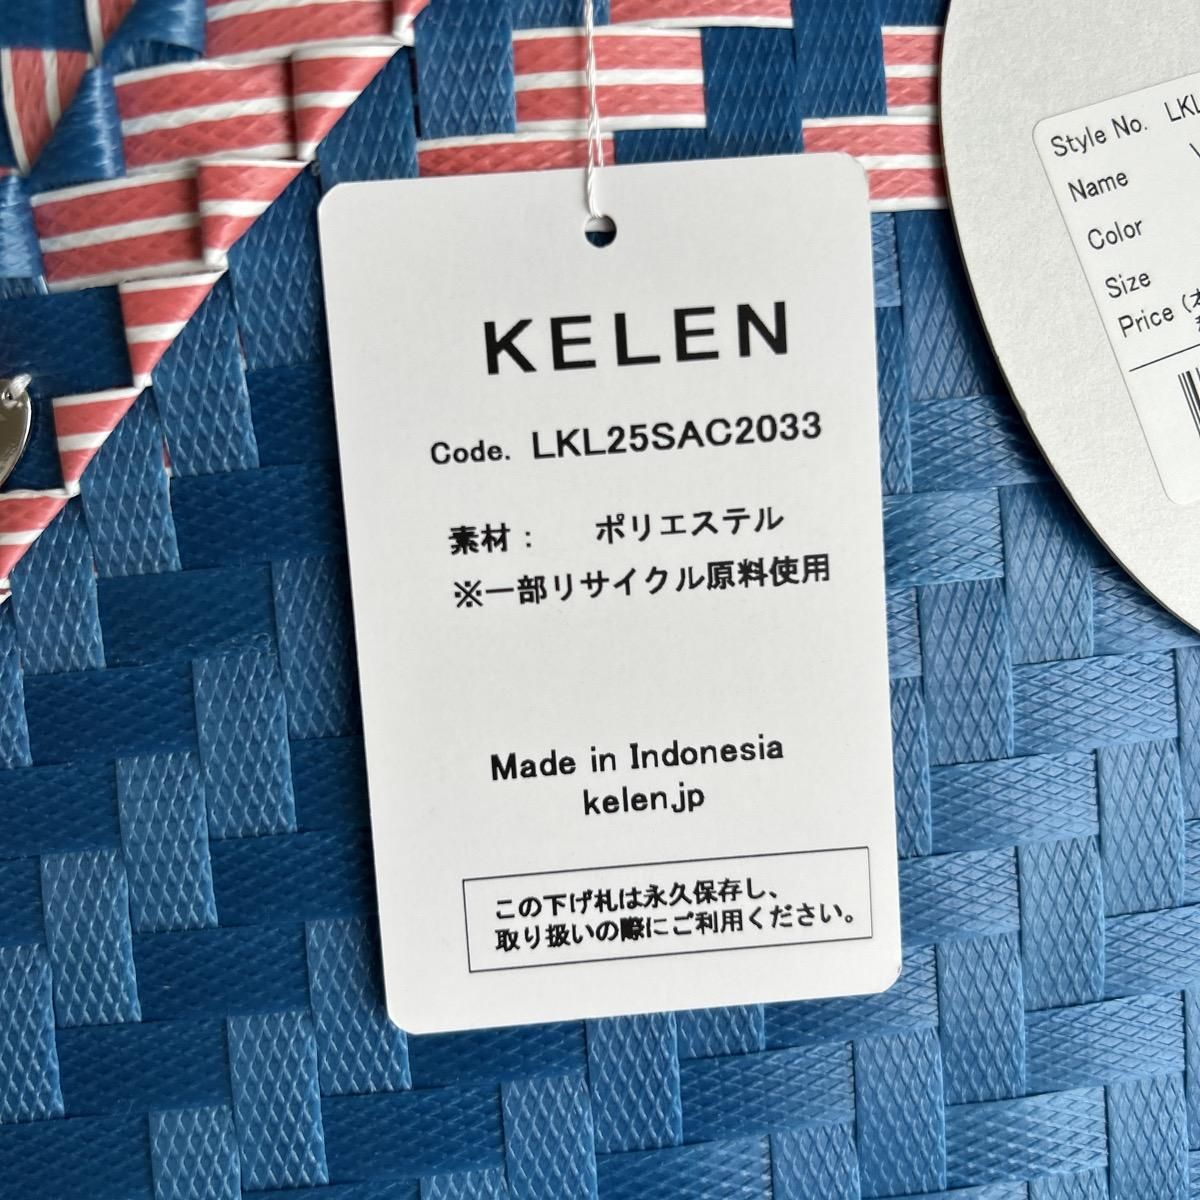 KELEN
Code. LKL25SAC2033
素材： ポリエステル
※一部リサイクル原料使用
Made in Indonesia
kelen.jp
この下げ札は永久保存し、
取り扱いの際にご利用ください。
Style No. LKL
Name
Color
Size
Price（本